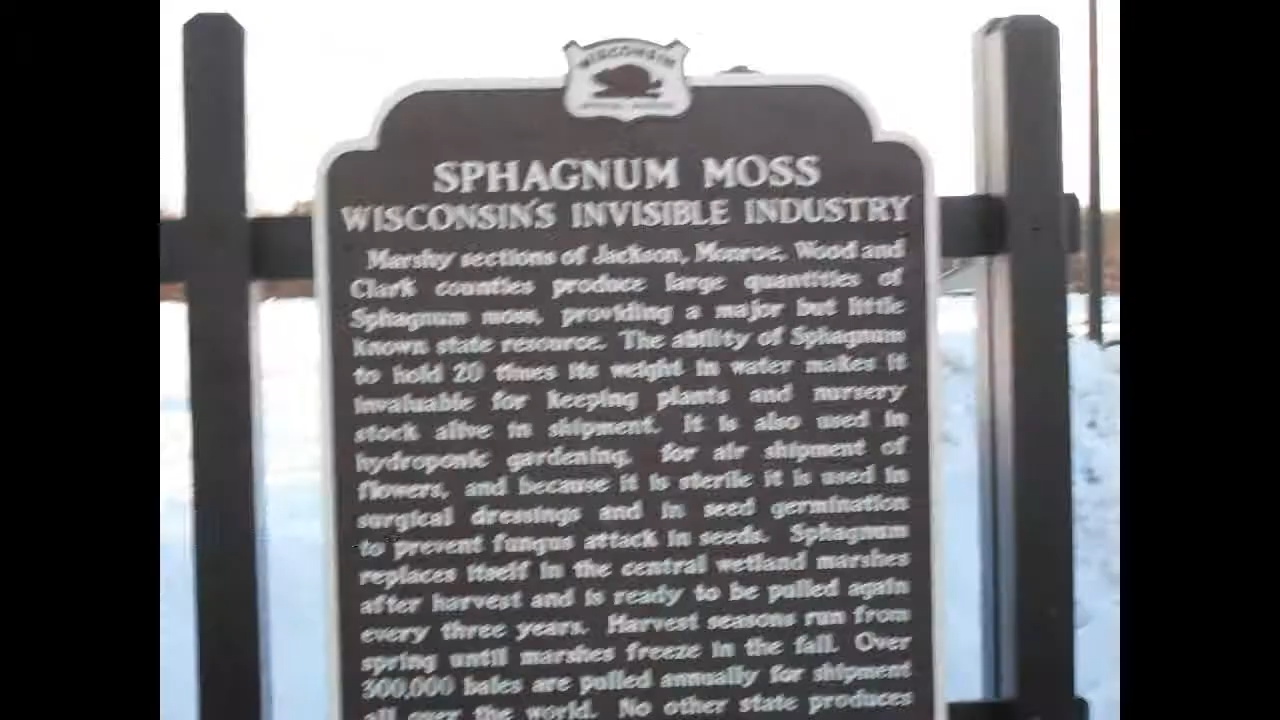 WISCONSIN
SPHAGNUM MOSS
WISCONSIN'S INVISIBLE INDUSTRY
Marshy sections of Jackson, Monroe, Wood and
Clark counties produce large quantities of
Sphagnum moss, providing a major but little
known state resource. The ability of Sphagnum
to hold 20 times its weight in water makes it
invaluable for keeping plants and nursery
stock alive in shipment. It is also used in
hydroponic gardening, for air shipment of
flowers, and because it is sterile it is used in
surgical dressings and in seed germination
to prevent fungus attack in seeds. Sphagnum
replaces itself in the central wetland marshes
after harvest and is ready to be pulled again
every three years. Harvest seasons run from
spring until marshes freeze in the fall. Over
300,000 bales are pulled annually for shipment
all over the world. No other state produces